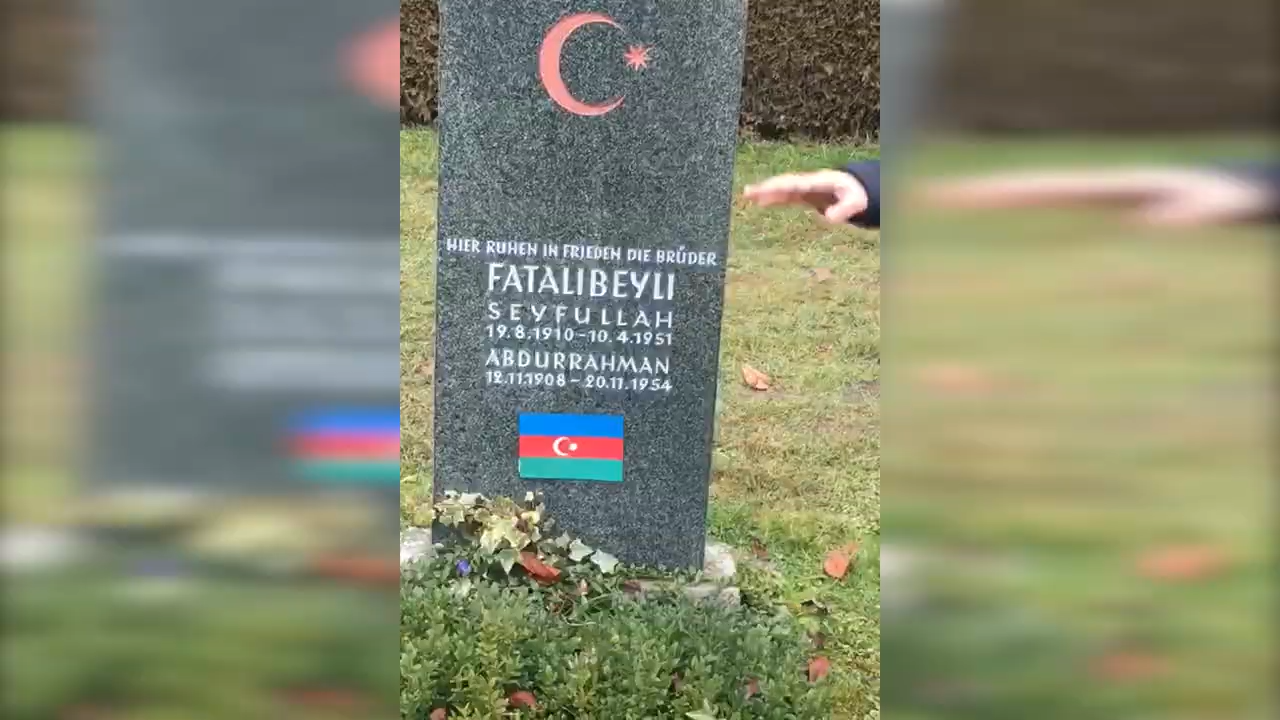 HIER RUHEN IN FRIEDEN DIE BRÜDER
FATALIBEYLI
SEYFULLAH
19.8.1910–10.4.1951
ABDURRAHMAN
12.11.1908–20.11.1954